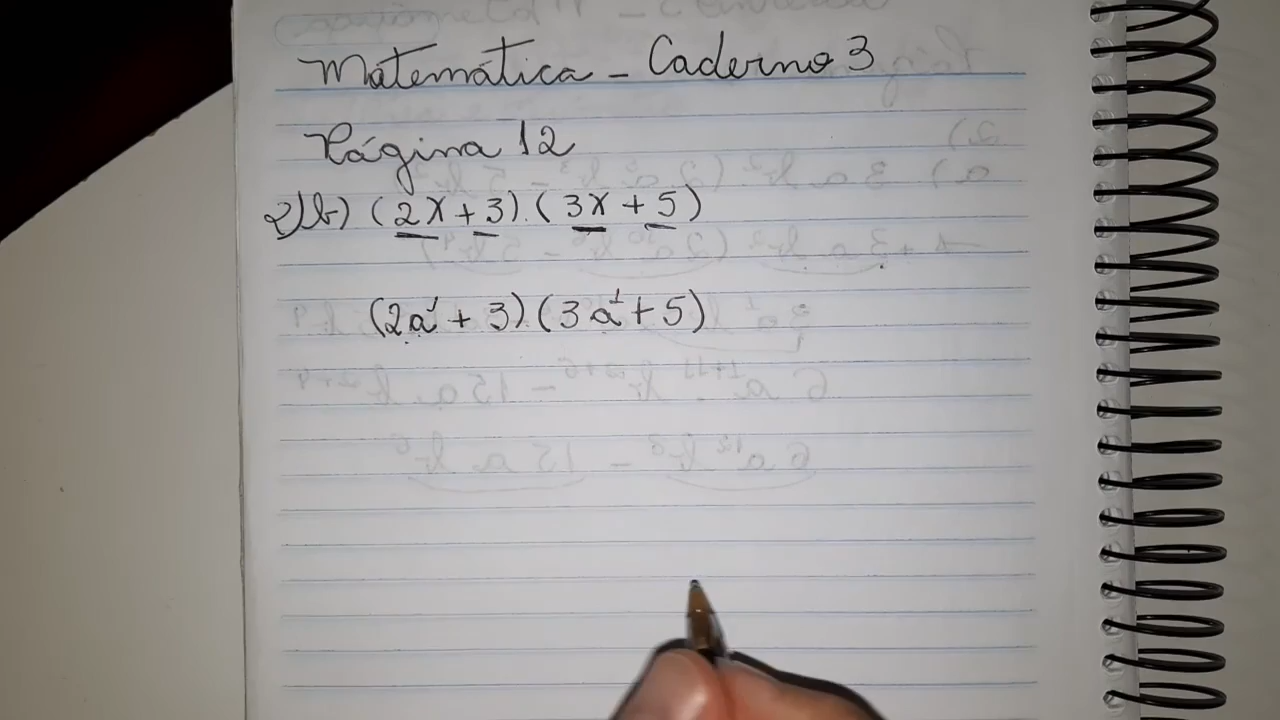 Matemática - Caderno 3
Página 12
2) b) (2x + 3).(3x + 5)
(2a¹ + 3).(3a¹ + 5)